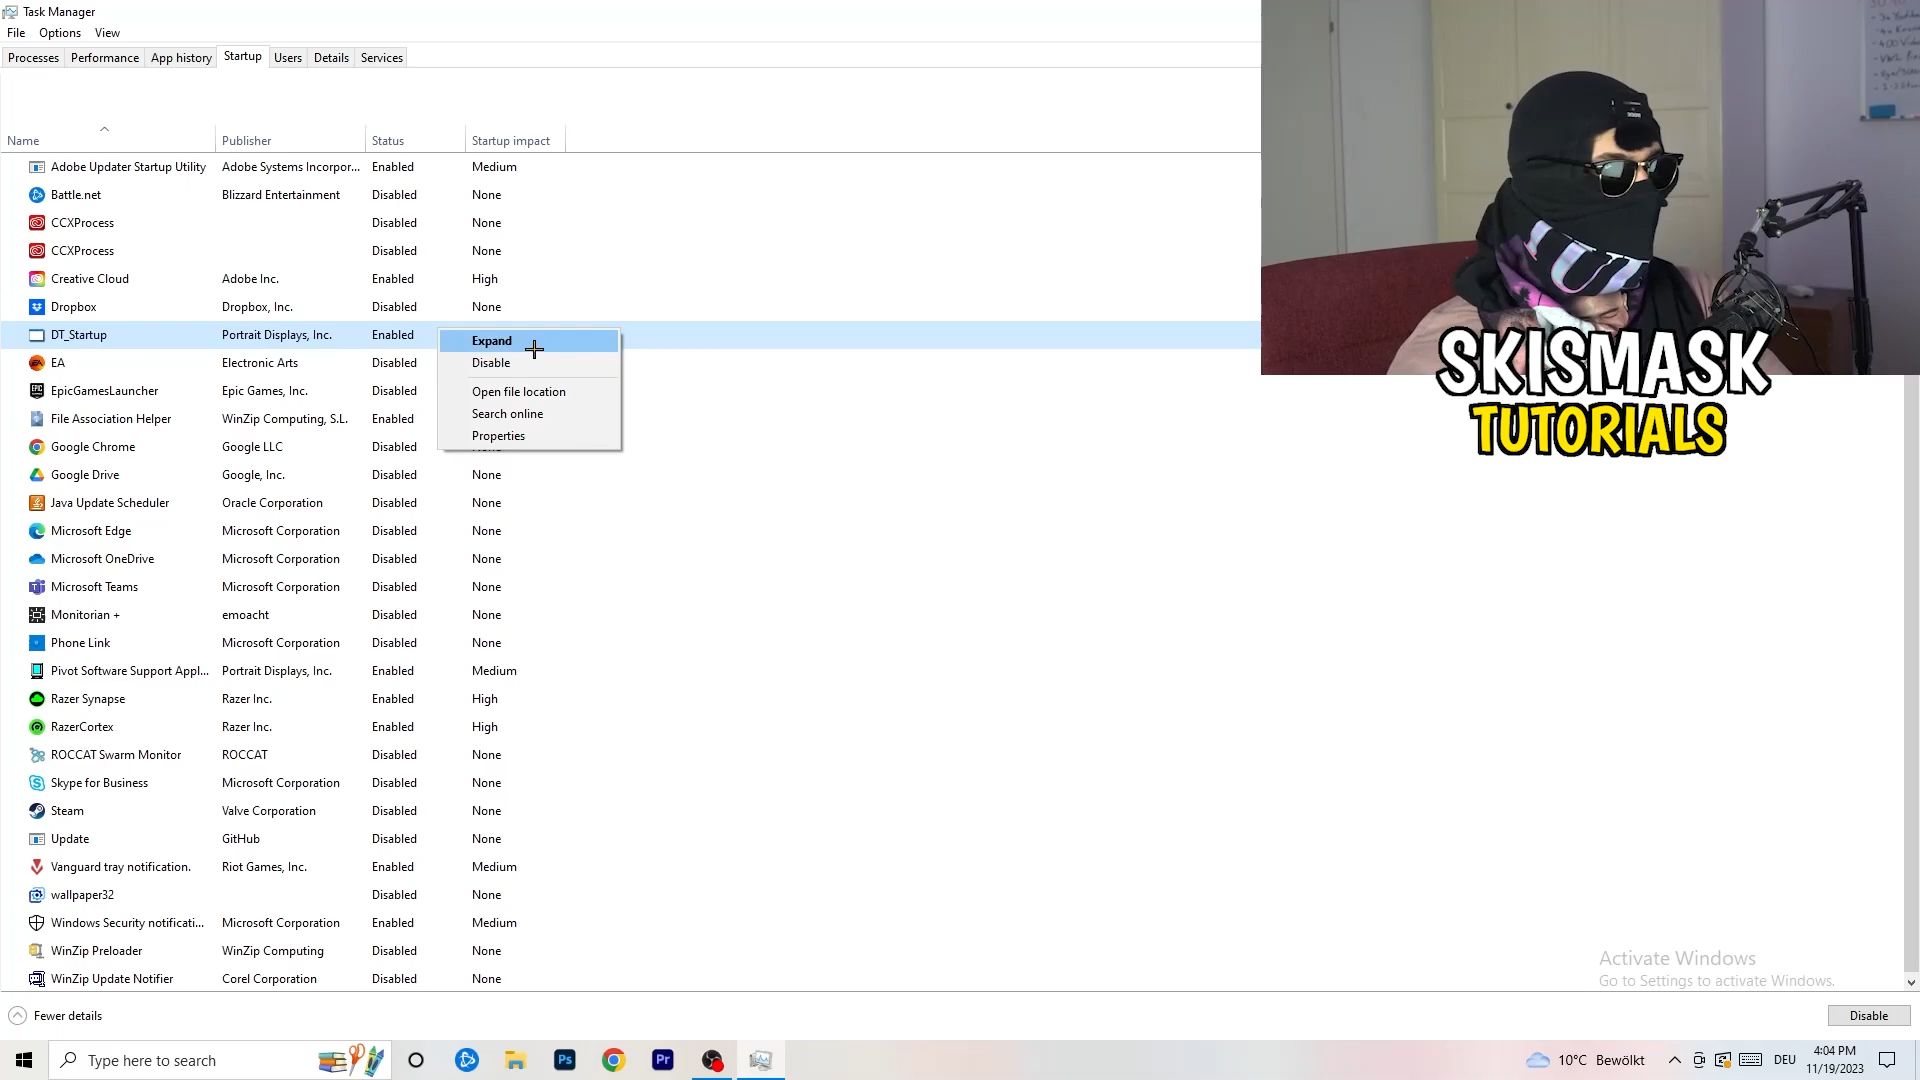 Task Manager
File Options View
Processes Performance App history Startup Users Details Services
Name Publisher Status Startup impact
Adobe Updater Startup Utility Adobe Systems Incorpor... Enabled Medium
Battle.net Blizzard Entertainment Disabled None
CCXProcess Disabled None
CCXProcess Disabled None
Creative Cloud Adobe Inc. Enabled High
Dropbox Dropbox, Inc. Disabled None
DT_Startup Portrait Displays, Inc. Enabled
Expand
EA Electronic Arts Disabled
Disable
EpicGamesLauncher Epic Games, Inc. Disabled
Open file location
File Association Helper WinZip Computing, S.L. Enabled
Search online
Properties
Google Chrome Google LLC Disabled
Google Drive Google, Inc. Disabled None
Java Update Scheduler Oracle Corporation Disabled None
Microsoft Edge Microsoft Corporation Disabled None
Microsoft OneDrive Microsoft Corporation Disabled None
Microsoft Teams Microsoft Corporation Disabled None
Monitorian + emoacht Disabled None
Phone Link Microsoft Corporation Disabled None
Pivot Software Support Appl... Portrait Displays, Inc. Enabled Medium
Razer Synapse Razer Inc. Enabled High
RazerCortex Razer Inc. Enabled High
ROCCAT Swarm Monitor ROCCAT Disabled None
Skype for Business Microsoft Corporation Disabled None
Steam Valve Corporation Disabled None
Update GitHub Disabled None
Vanguard tray notification. Riot Games, Inc. Enabled Medium
wallpaper32 Disabled None
Windows Security notificati... Microsoft Corporation Enabled Medium
WinZip Preloader WinZip Computing Disabled None
WinZip Update Notifier Corel Corporation Disabled None
SKISMASK
TUTORIALS
Activate Windows
Go to Settings to activate Windows.
Fewer details
Disable
Type here to search
Ps
Pr
10°C Bewölkt
DEU
4:04 PM
11/19/2023